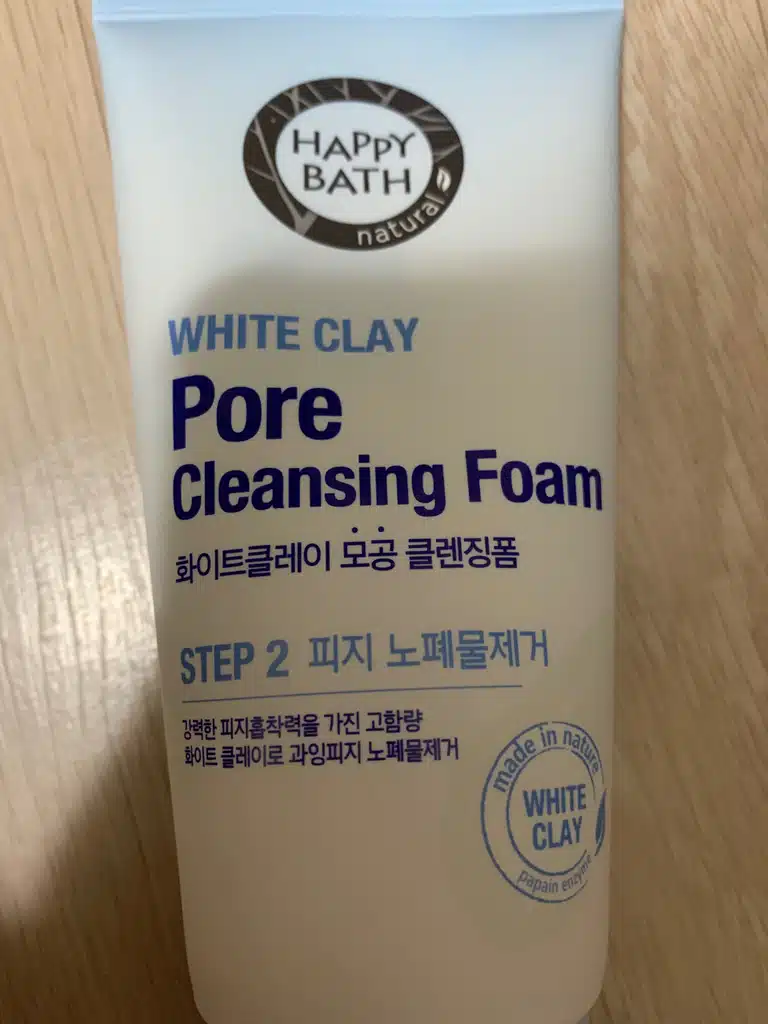 HAPPY
BATH
natural
WHITE CLAY
Pore
Cleansing Foam
화이트클레이 모공 클렌징폼
STEP 2 피지 노폐물제거
강력한 피지흡착력을 가진 고함량
화이트 클레이로 과잉피지 노폐물제거
made in nature
WHITE
CLAY
papain enzyme